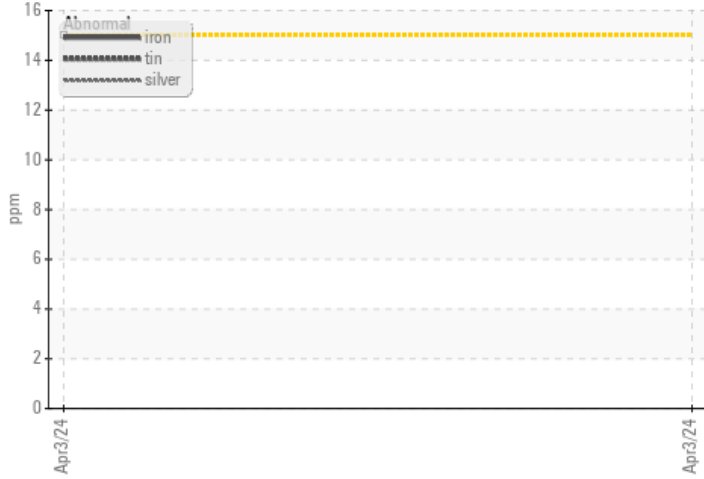 16
Abnormal
iron
14
tin
silver
12
10
ppm
8
6
4
2
0
Apr3/24
Apr3/24